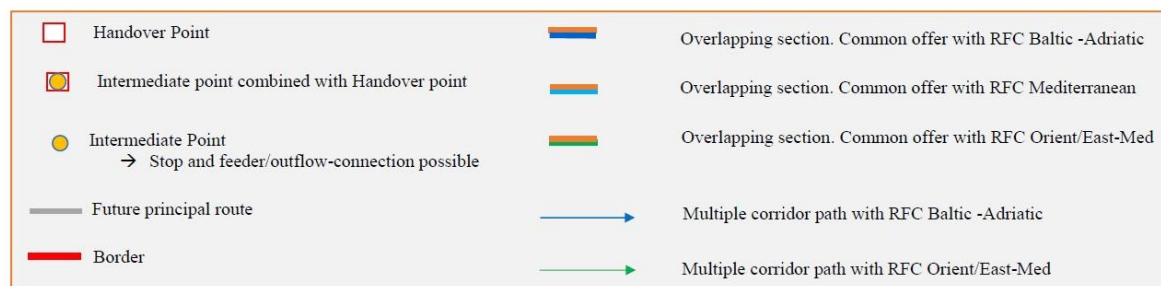 Handover Point
Intermediate point combined with Handover point
Intermediate Point
→ Stop and feeder/outflow-connection possible
Future principal route
Border
Overlapping section. Common offer with RFC Baltic -Adriatic
Overlapping section. Common offer with RFC Mediterranean
Overlapping section. Common offer with RFC Orient/East-Med
Multiple corridor path with RFC Baltic -Adriatic
Multiple corridor path with RFC Orient/East-Med